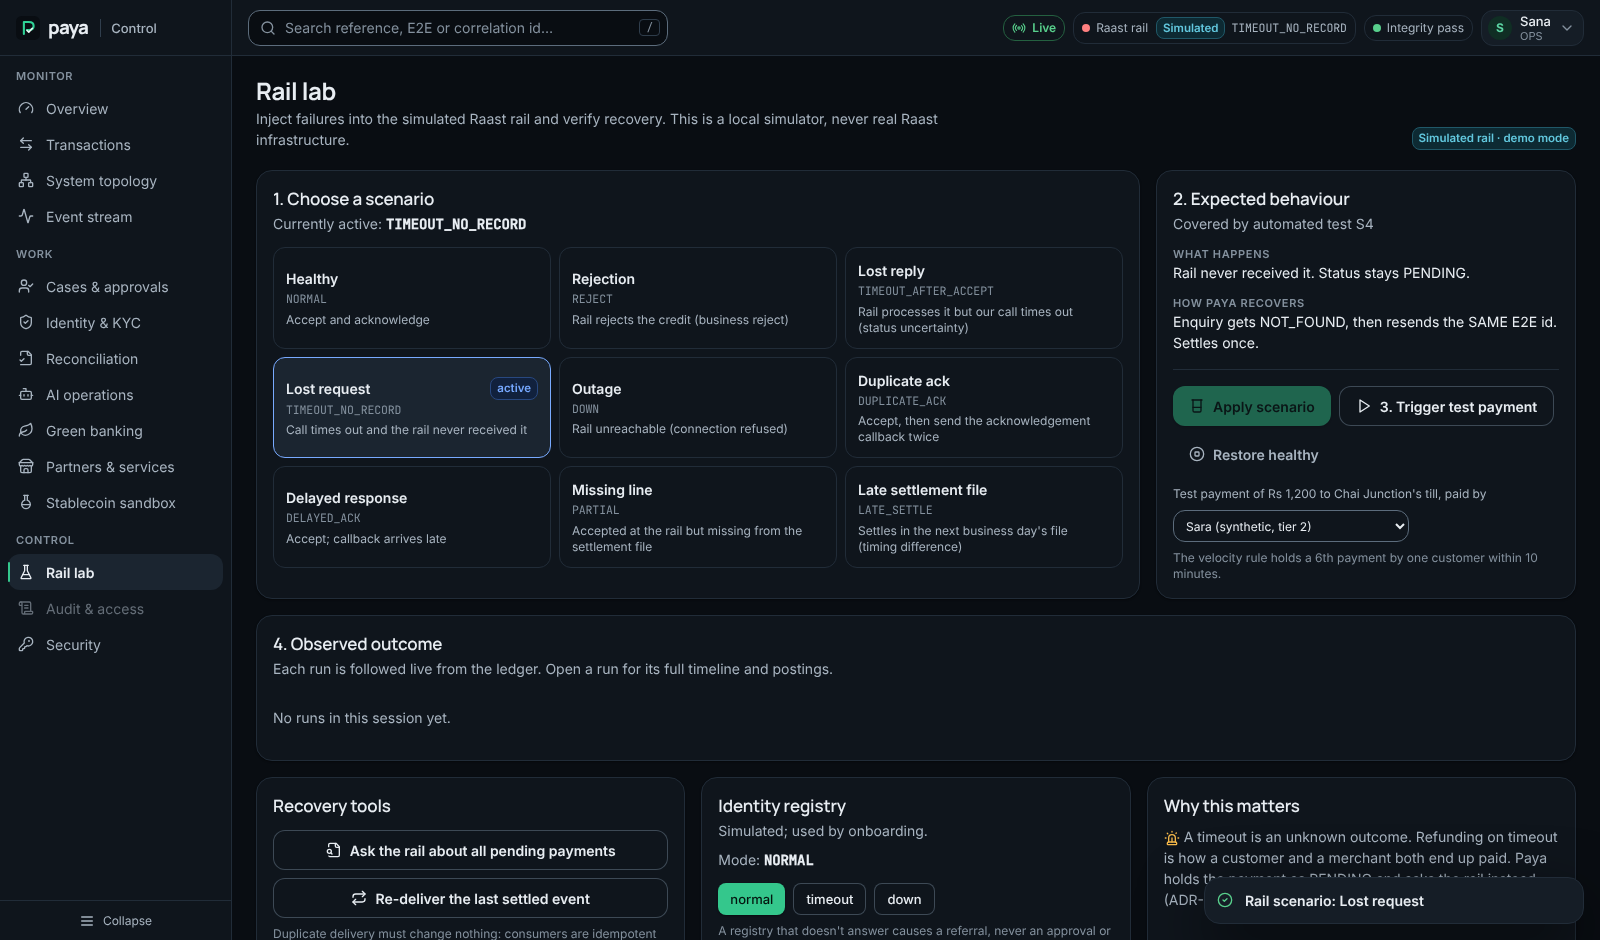 paya
Control
Search reference, E2E or correlation id...
/
Live
Raast rail
Simulated
TIMEOUT_NO_RECORD
Integrity pass
S
Sana
OPS
MONITOR
Overview
Transactions
System topology
Event stream
WORK
Cases & approvals
Identity & KYC
Reconciliation
AI operations
Green banking
Partners & services
Stablecoin sandbox
CONTROL
Rail lab
Audit & access
Security
Collapse
Rail lab
Inject failures into the simulated Raast rail and verify recovery. This is a local simulator, never real Raast
infrastructure.
Simulated rail · demo mode
1. Choose a scenario
Currently active: TIMEOUT_NO_RECORD
Healthy
NORMAL
Accept and acknowledge
Rejection
REJECT
Rail rejects the credit (business reject)
Lost reply
TIMEOUT_AFTER_ACCEPT
Rail processes it but our call times out
(status uncertainty)
Lost request
active
TIMEOUT_NO_RECORD
Call times out and the rail never received it
Outage
DOWN
Rail unreachable (connection refused)
Duplicate ack
DUPLICATE_ACK
Accept, then send the acknowledgement
callback twice
Delayed response
DELAYED_ACK
Accept; callback arrives late
Missing line
PARTIAL
Accepted at the rail but missing from the
settlement file
Late settlement file
LATE_SETTLE
Settles in the next business day's file
(timing difference)
2. Expected behaviour
Covered by automated test S4
WHAT HAPPENS
Rail never received it. Status stays PENDING.
HOW PAYA RECOVERS
Enquiry gets NOT_FOUND, then resends the SAME E2E id.
Settles once.
Apply scenario
3. Trigger test payment
Restore healthy
Test payment of Rs 1,200 to Chai Junction's till, paid by
Sara (synthetic, tier 2)
The velocity rule holds a 6th payment by one customer within 10
minutes.
4. Observed outcome
Each run is followed live from the ledger. Open a run for its full timeline and postings.
No runs in this session yet.
Recovery tools
Ask the rail about all pending payments
Re-deliver the last settled event
Duplicate delivery must change nothing: consumers are idempotent
Identity registry
Simulated; used by onboarding.
Mode: NORMAL
normal
timeout
down
A registry that doesn't answer causes a referral, never an approval or
Why this matters
A timeout is an unknown outcome. Refunding on timeout
is how a customer and a merchant both end up paid. Paya
holds the payment as PENDING and asks the rail instead
(ADR-
Rail scenario: Lost request